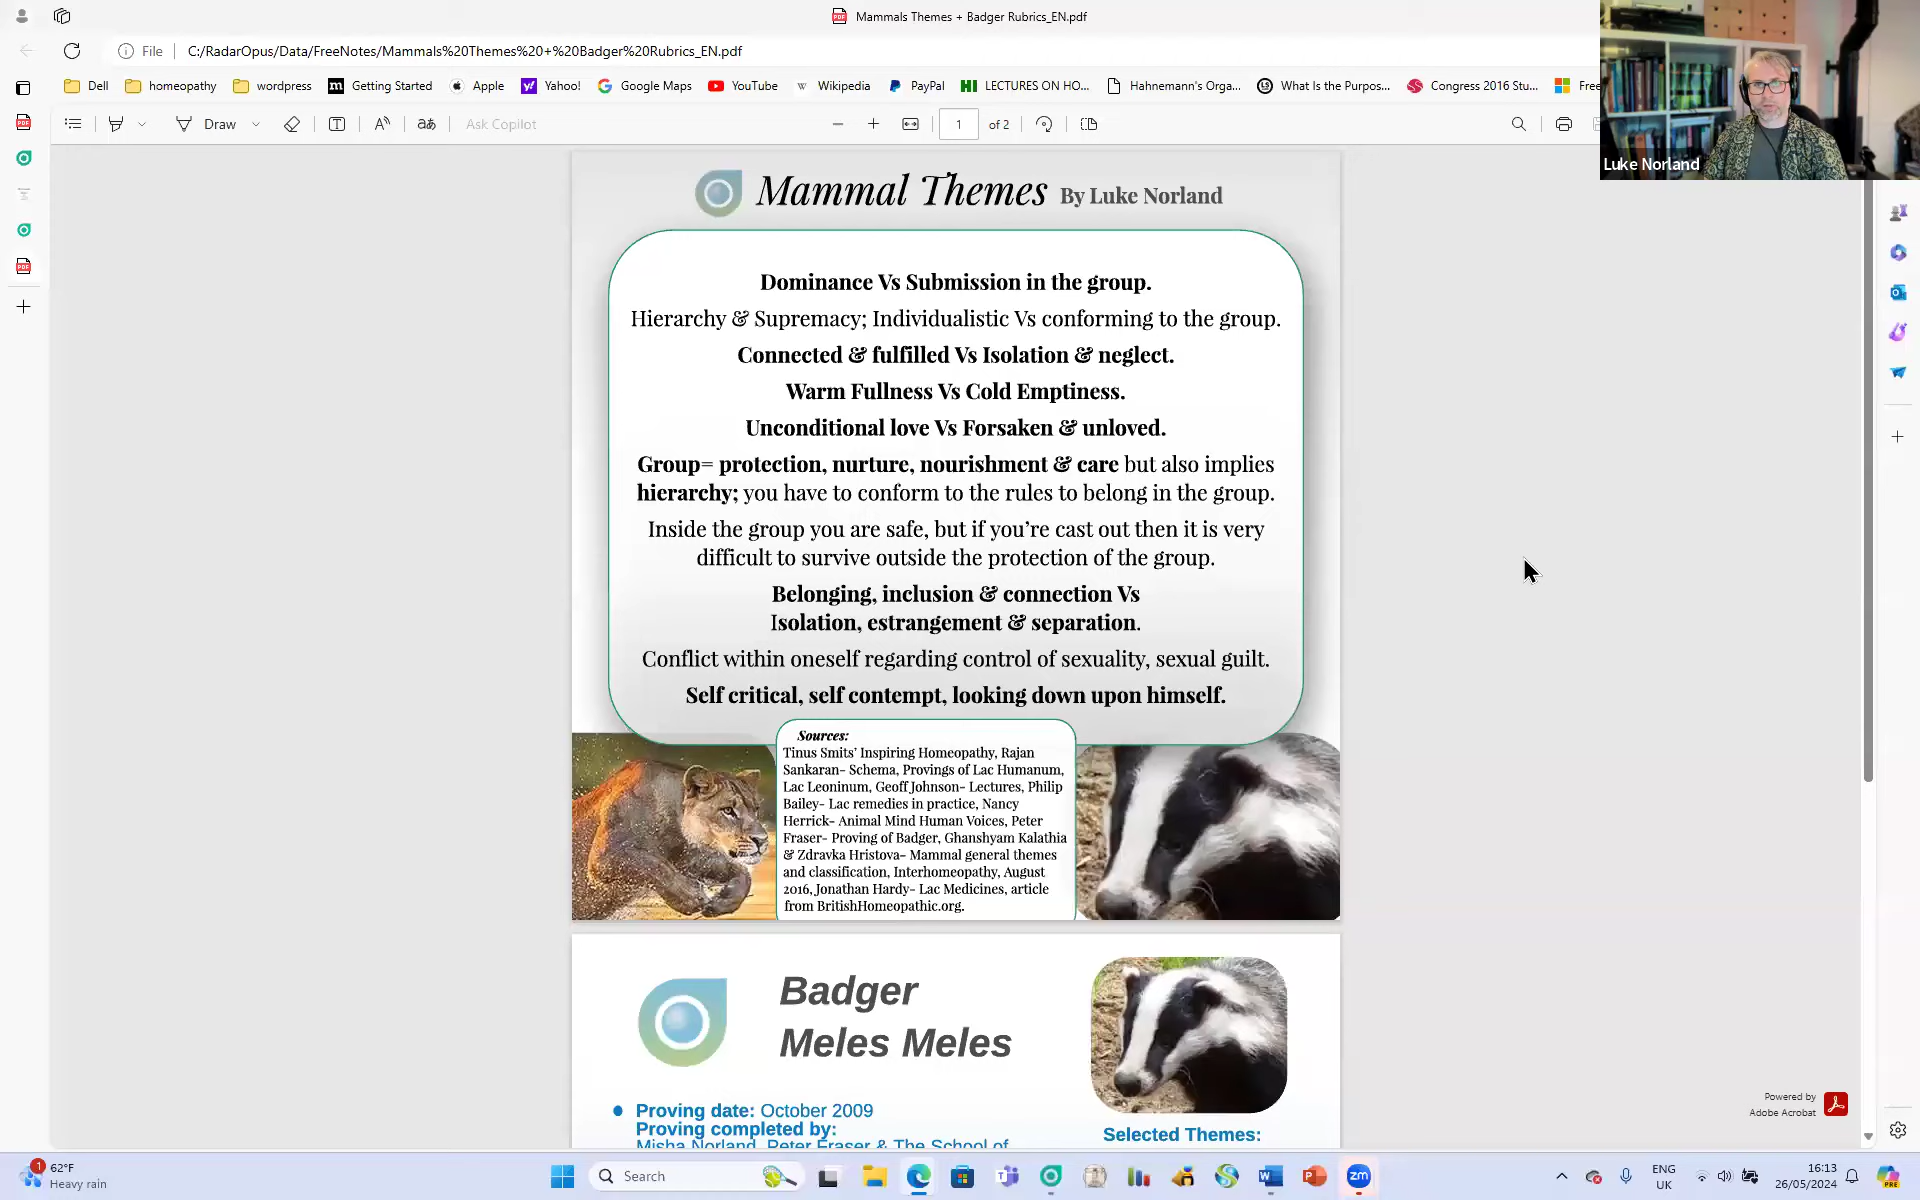 Mammals Themes + Badger Rubrics_EN.pdf
File
C:/RadarOpus/Data/FreeNotes/Mammals%20Themes%20+%20Badger%20Rubrics_EN.pdf
Dell
homeopathy
wordpress
Getting Started
Apple
Yahoo!
Google Maps
YouTube
Wikipedia
PayPal
LECTURES ON HO...
Hahnemann's Orga...
What Is the Purpos...
Congress 2016 Stu...
Free
Draw
Ask Copilot
1
of 2
Luke Norland
Mammal Themes By Luke Norland
Dominance Vs Submission in the group.
Hierarchy & Supremacy; Individualistic Vs conforming to the group.
Connected & fulfilled Vs Isolation & neglect.
Warm Fullness Vs Cold Emptiness.
Unconditional love Vs Forsaken & unloved.
Group= protection, nurture, nourishment & care but also implies
hierarchy; you have to conform to the rules to belong in the group.
Inside the group you are safe, but if you're cast out then it is very
difficult to survive outside the protection of the group.
Belonging, inclusion & connection Vs
Isolation, estrangement & separation.
Conflict within oneself regarding control of sexuality, sexual guilt.
Self critical, self contempt, looking down upon himself.
Sources:
Tinus Smits' Inspiring Homeopathy, Rajan
Sankaran- Schema, Provings of Lac Humanum,
Lac Leoninum, Geoff Johnson- Lectures, Philip
Bailey- Lac remedies in practice, Nancy
Herrick- Animal Mind Human Voices, Peter
Fraser- Proving of Badger, Ghanshyam Kalathia
& Zdravka Hristova- Mammal general themes
and classification, Interhomeopathy, August
2016, Jonathan Hardy- Lac Medicines, article
from BritishHomeopathic.org.
Badger
Meles Meles
Proving date: October 2009
Proving completed by:
Misha Norland, Peter Fraser & The School of
Selected Themes:
Powered by
Adobe Acrobat
1
62°F
Heavy rain
Search
ENG
UK
16:13
26/05/2024